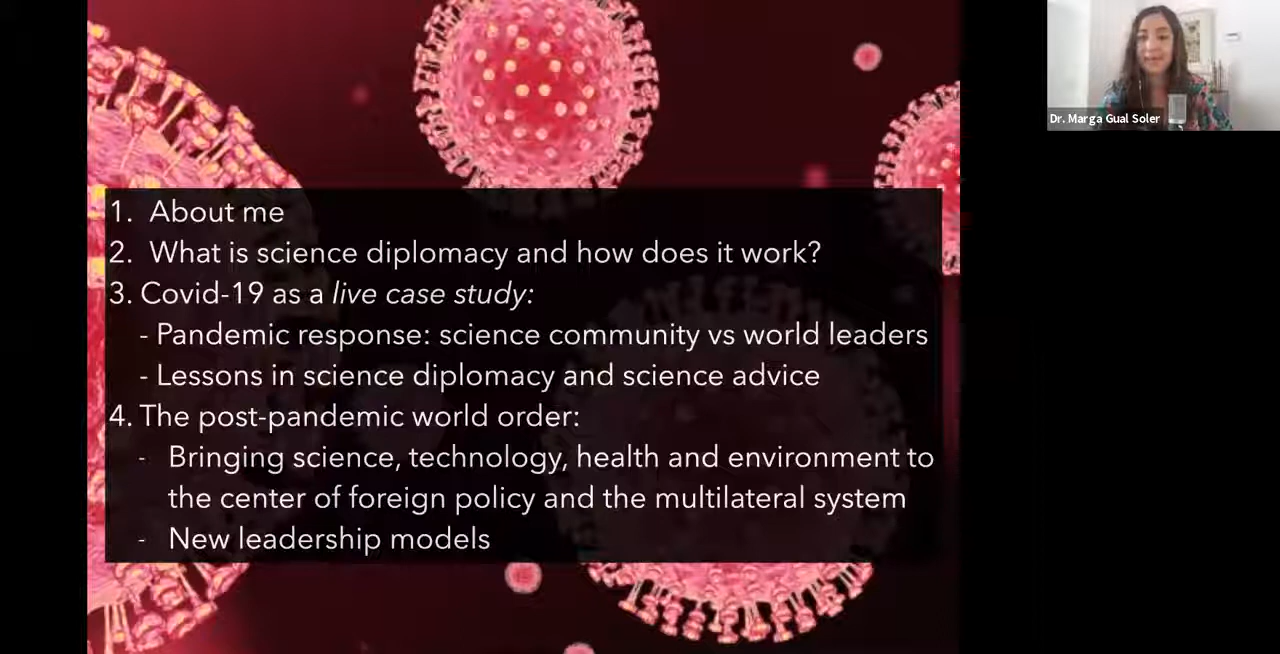 1. About me
2. What is science diplomacy and how does it work?
3. Covid-19 as a live case study:
- Pandemic response: science community vs world leaders
- Lessons in science diplomacy and science advice
4. The post-pandemic world order:
- Bringing science, technology, health and environment to
the center of foreign policy and the multilateral system
- New leadership models
Dr. Marga Gual Soler